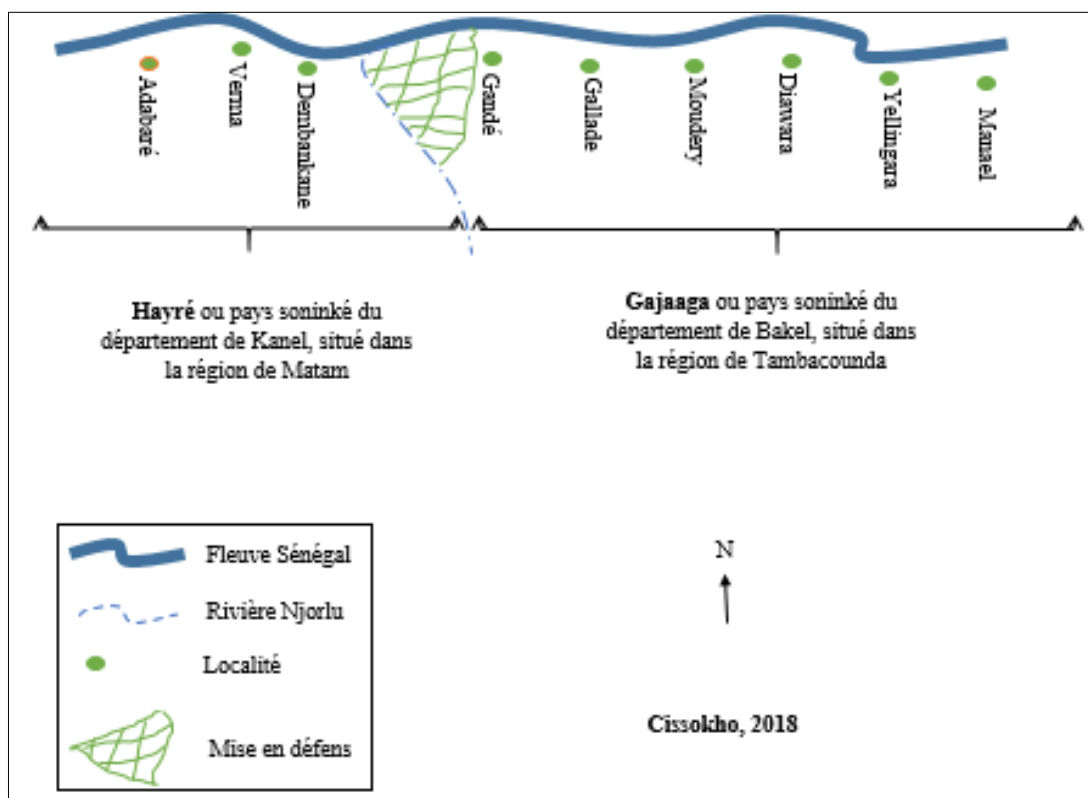 Adabaré
Verma
Dembankane
Gandé
Gallade
Moudery
Diawara
Yellingara
Manael
Hayré ou pays soninké du
département de Kanel, situé dans
la région de Matam
Gajaaga ou pays soninké du
département de Bakel, situé dans
la région de Tambacounda
Fleuve Sénégal
Rivière Njorlu
Localité
Mise en défens
N
Cissokho, 2018